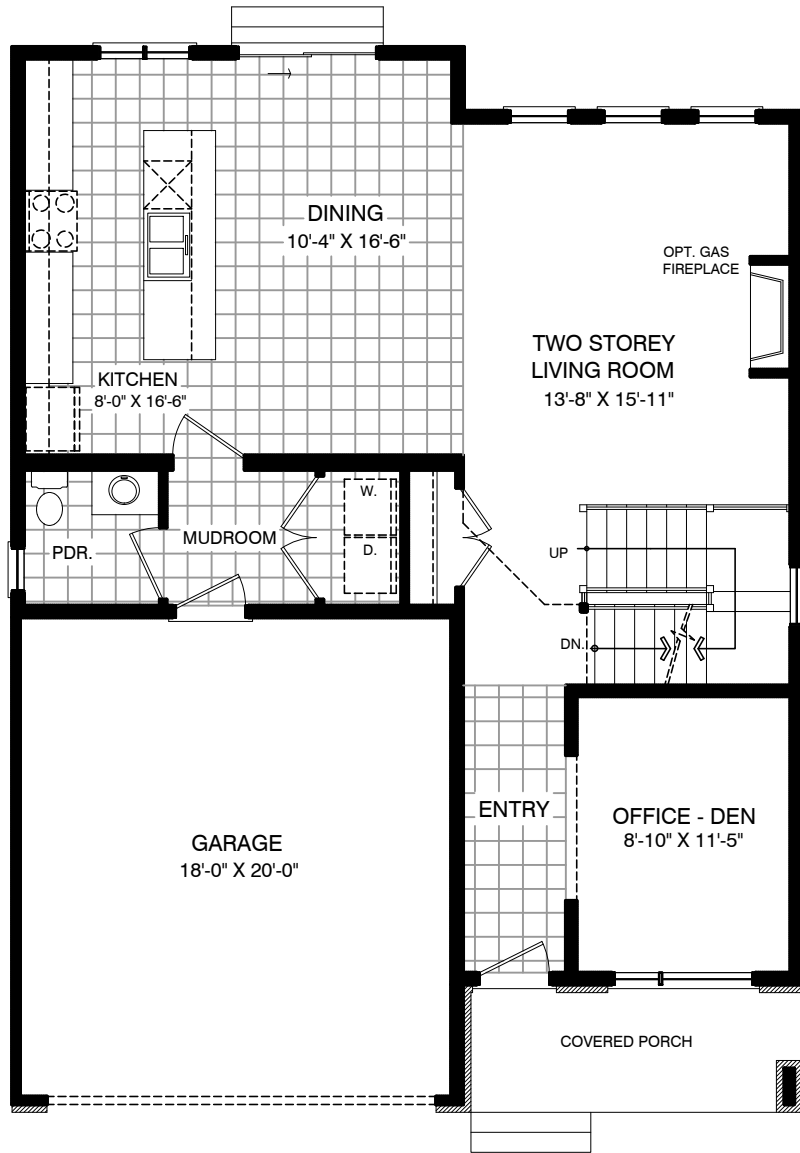 DINING
10'-4" X 16'-6"
OPT. GAS
FIREPLACE
TWO STOREY
LIVING ROOM
13'-8" X 15'-11"
KITCHEN
8'-0" X 16'-6"
W.
MUDROOM
D.
PDR.
UP
DN.
ENTRY
OFFICE - DEN
8'-10" X 11'-5"
GARAGE
18'-0" X 20'-0"
COVERED PORCH